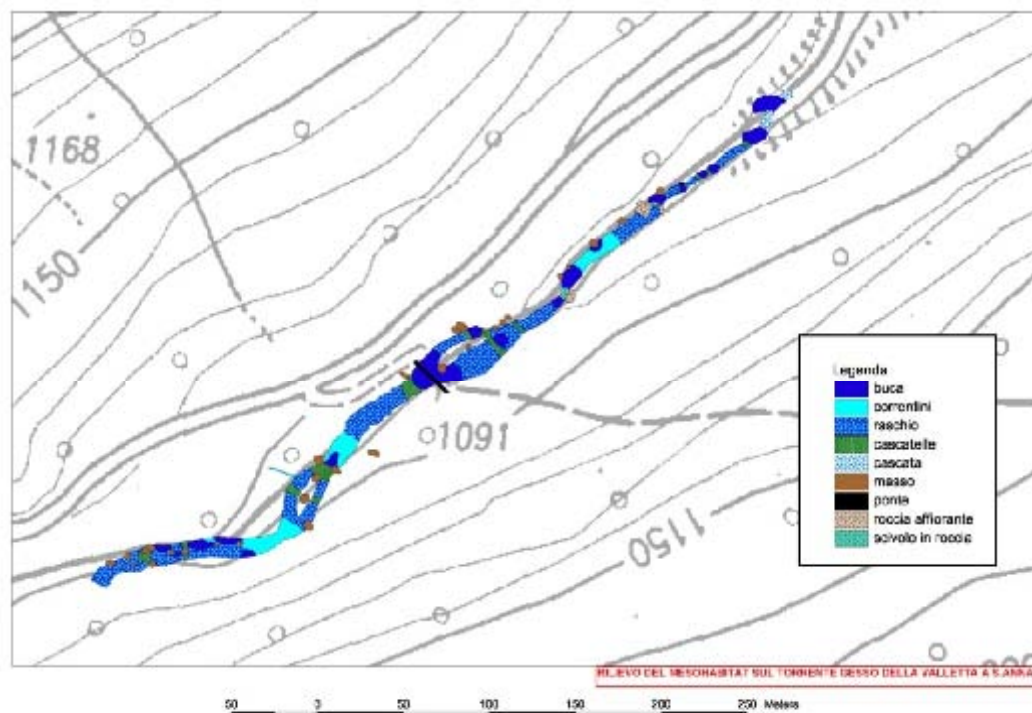 1168
1150
1091
1150
Legenda
buca
correntini
raschio
cascatelle
cascata
masso
ponte
roccia affiorante
scivolo in roccia
RILIEVO DEL MESOHABITAT SUL TORRENTE GESSO DELLA VALLETTA A S.ANNA
50 0 50 100 150 200 250 Meters